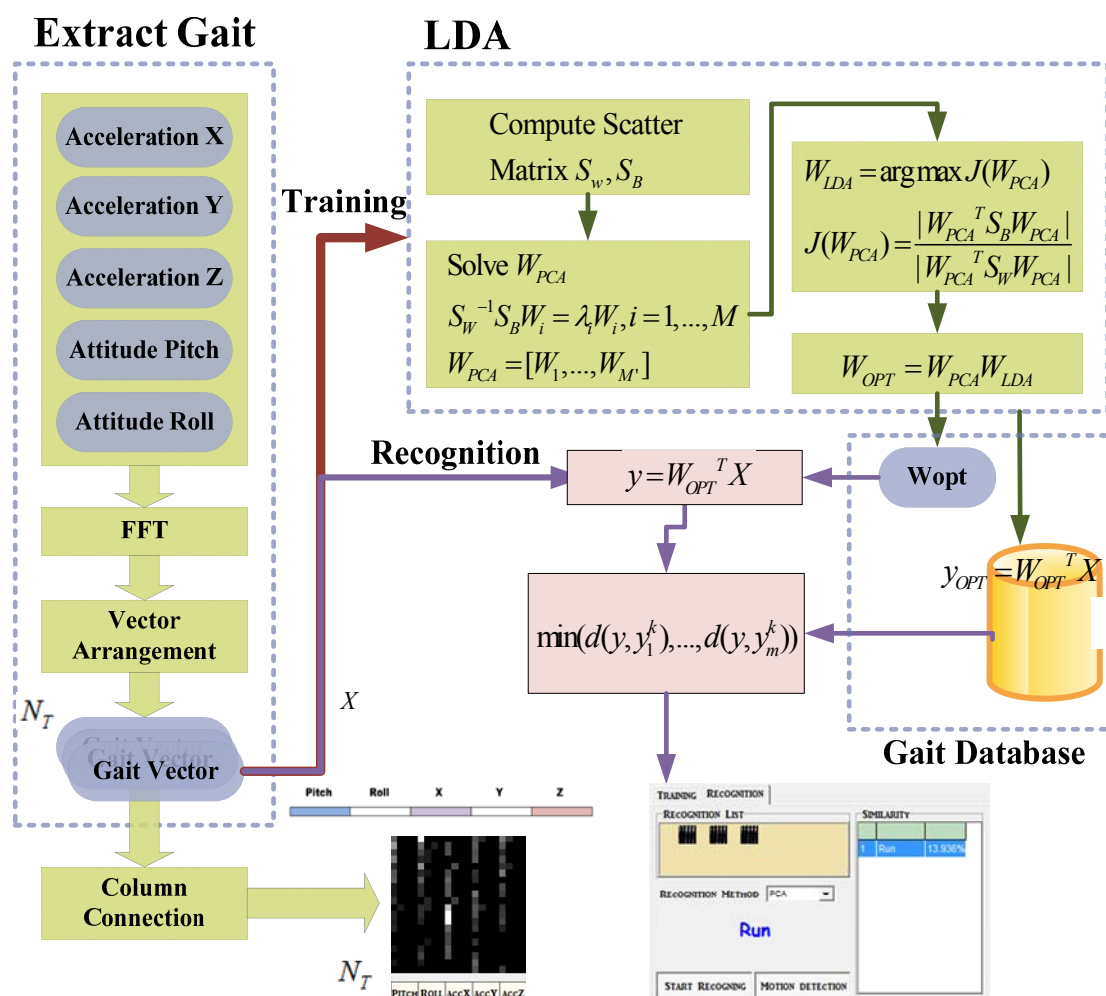 Extract Gait
Acceleration X
Acceleration Y
Acceleration Z
Attitude Pitch
Attitude Roll
FFT
Vector
Arrangement
N_T
Gait Vector
Gait Vector
Gait Vector
Column
Connection
Training
Recognition
X
LDA
Compute Scatter
Matrix S_w, S_B
Solve W_PCA
S_W^{-1} S_B W_i = λ_i W_i, i = 1,...,M
W_PCA = [W_1,...,W_M']
W_LDA = arg max J(W_PCA)
J(W_PCA) = |W_PCA^T S_B W_PCA| / |W_PCA^T S_W W_PCA|
W_OPT = W_PCA W_LDA
y = W_OPT^T X
Wopt
y_OPT = W_OPT^T X
min(d(y, y_1^k),...,d(y, y_m^k))
Gait Database
Pitch Roll X Y Z
N_T
PITCH ROLL ACCX ACCY ACCZ
TRAINING RECOGNITION
RECOGNITION LIST
SIMILARITY
1 Run 13.936%
RECOGNITION METHOD PCA
Run
START RECOGNING MOTION DETECTION